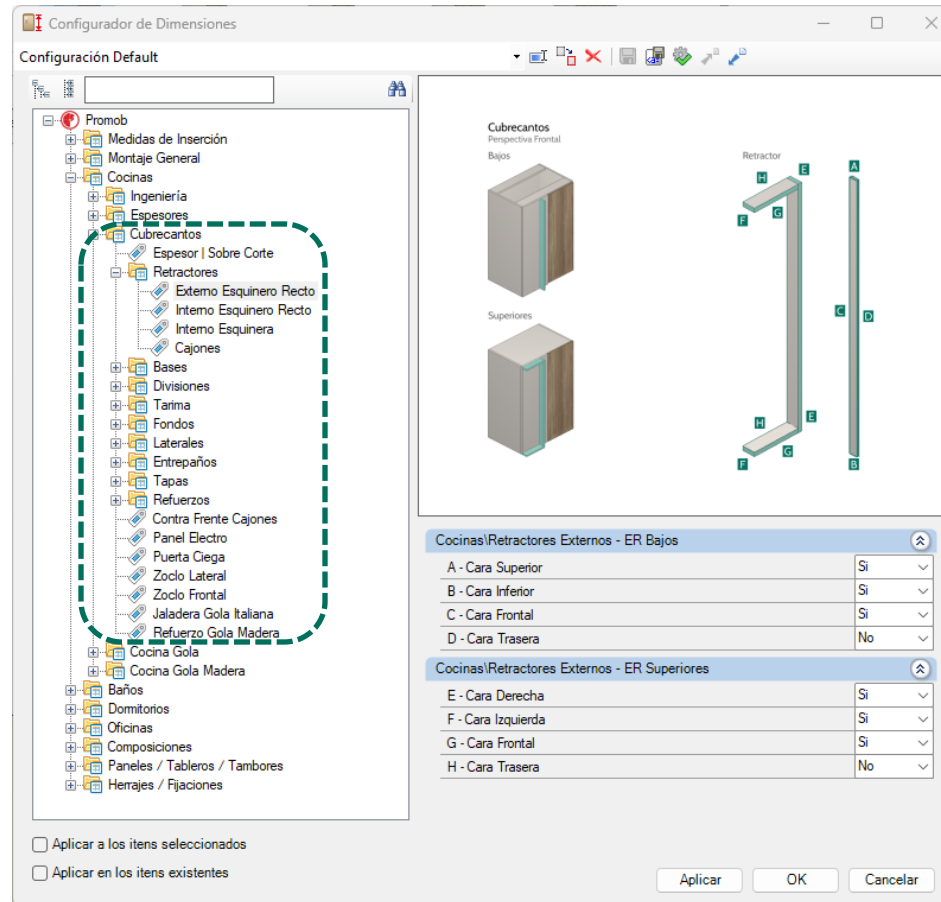 Configurador de Dimensiones
Configuración Default
Promob
Medidas de Inserción
Montaje General
Cocinas
Ingeniería
Espesores
Cubrecantos
Espesor | Sobre Corte
Retractores
Externo Esquinero Recto
Interno Esquinero Recto
Interno Esquinera
Cajones
Bases
Divisiones
Tarima
Fondos
Laterales
Entrepaños
Tapas
Refuerzos
Contra Frente Cajones
Panel Electro
Puerta Ciega
Zoclo Lateral
Zoclo Frontal
Jaladera Gola Italiana
Refuerzo Gola Madera
Cocina Gola
Cocina Gola Madera
Baños
Dormitorios
Oficinas
Composiciones
Paneles / Tableros / Tambores
Herrajes / Fijaciones
Aplicar a los itens seleccionados
Aplicar en los itens existentes
Cubrecantos
Perspectiva Frontal
Bajos
Superiores
Retractor
H
E
A
F
G
C
D
H
E
F
G
B
Cocinas\Retractores Externos - ER Bajos
A - Cara Superior Si
B - Cara Inferior Si
C - Cara Frontal Si
D - Cara Trasera No
Cocinas\Retractores Externos - ER Superiores
E - Cara Derecha Si
F - Cara Izquierda Si
G - Cara Frontal Si
H - Cara Trasera No
Aplicar OK Cancelar